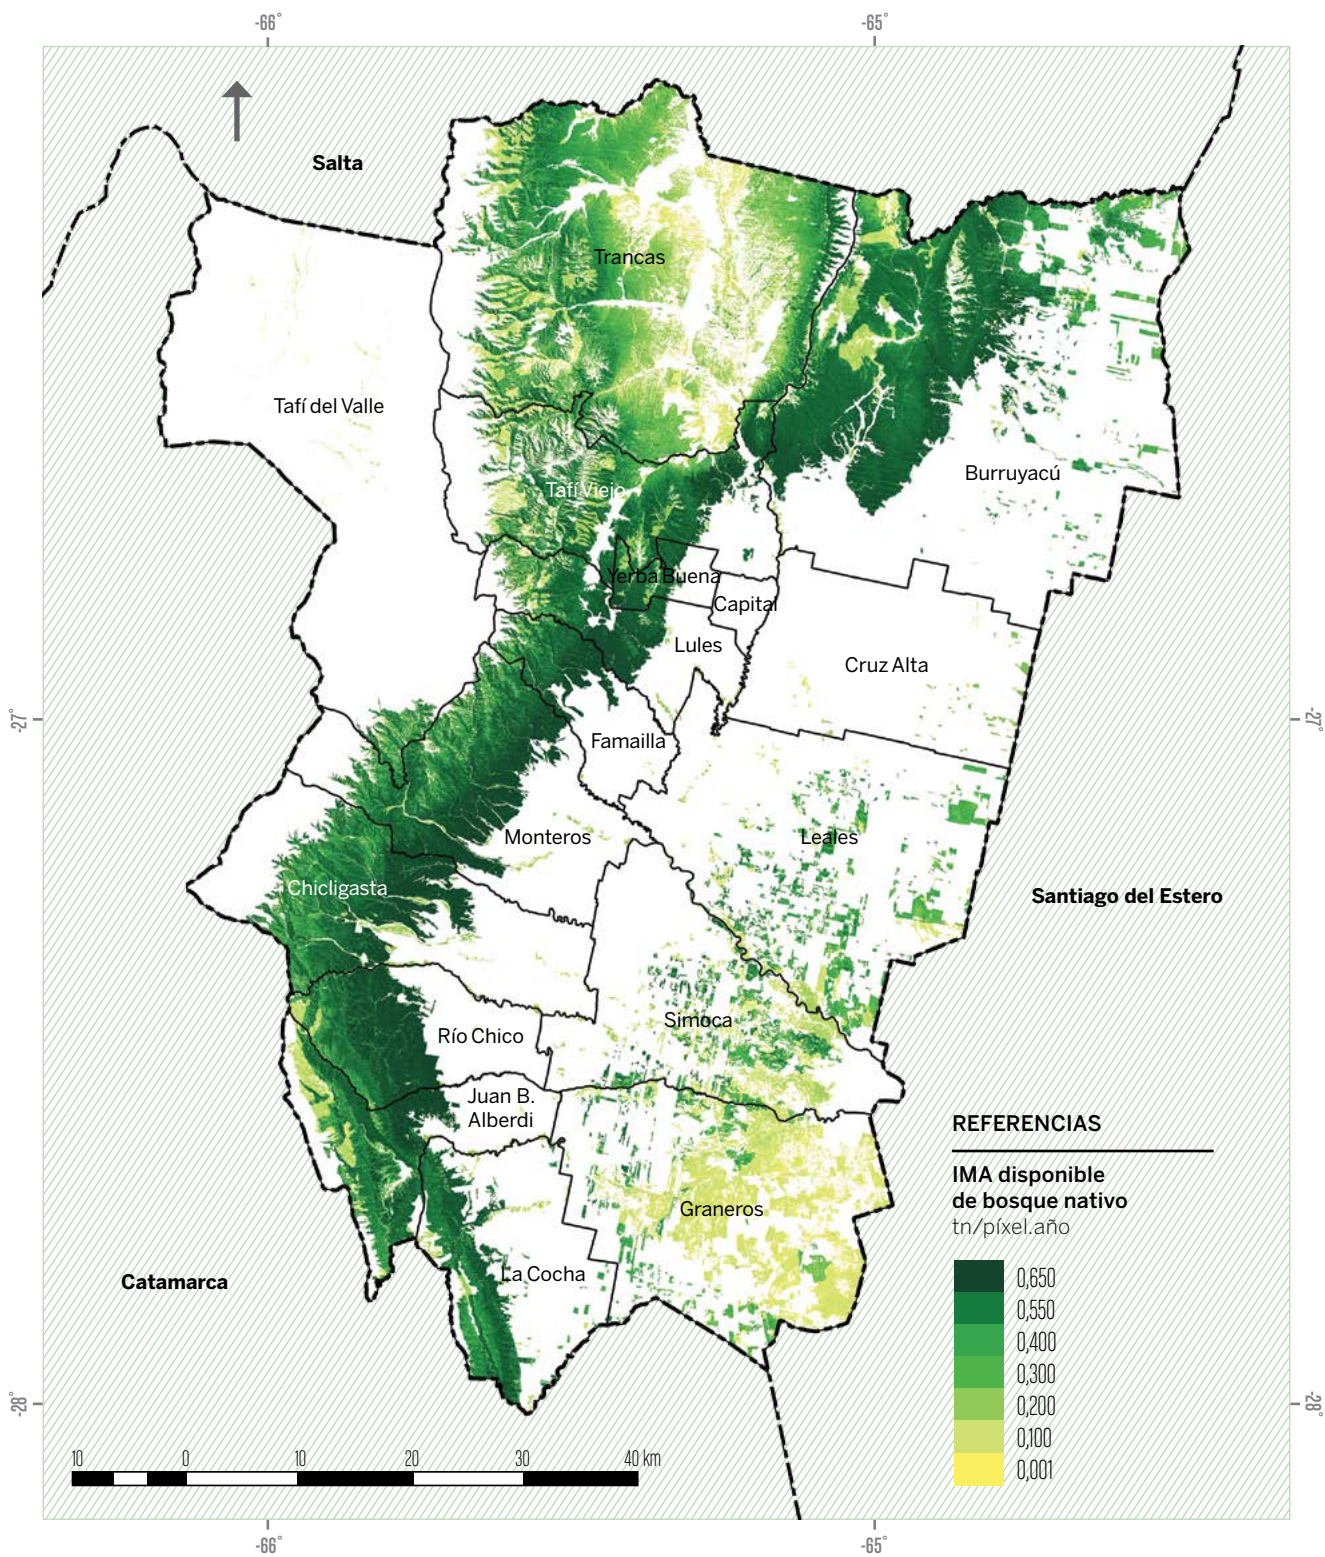 -66°
-65°
Salta
Trancas
Tafí del Valle
Burruyacú
Tafí Viejo
Yerba Buena
Capital
Lules
Cruz Alta
-27°
-27°
Famailla
Monteros
Leales
Chicligasta
Santiago del Estero
Simoca
Río Chico
Juan B.
Alberdi
Graneros
La Cocha
Catamarca
REFERENCIAS
IMA disponible
de bosque nativo
tn/píxel.año
0,650
0,550
0,400
0,300
0,200
0,100
0,001
-28°
-28°
10 0 10 20 30 40 km
-66°
-65°